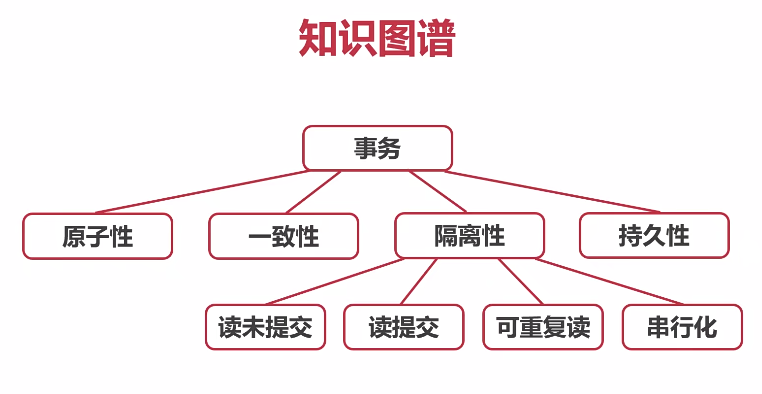 知识图谱
事务
原子性
一致性
隔离性
持久性
读未提交
读提交
可重复读
串行化